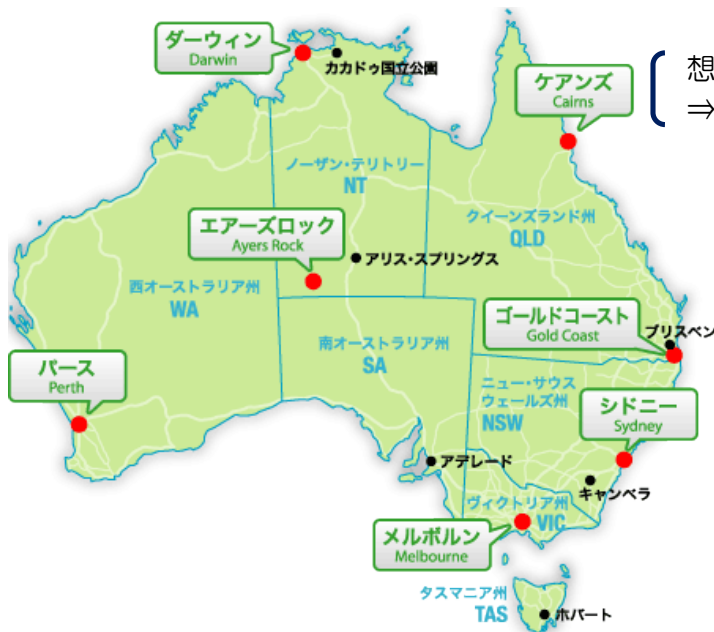 ダーウィン
Darwin
カカドゥ国立公園
ケアンズ
Cairns
想
⇒
ノーザン・テリトリー
NT
クイーンズランド州
QLD
エアーズロック
Ayers Rock
アリス・スプリングス
西オーストラリア州
WA
ゴールドコースト
Gold Coast
ブリスベン
南オーストラリア州
SA
パース
Perth
ニュー・サウス
ウェールズ州
NSW
シドニー
Sydney
アデレード
キャンベラ
ヴィクトリア州
VIC
メルボルン
Melbourne
タスマニア州
TAS
ホバート